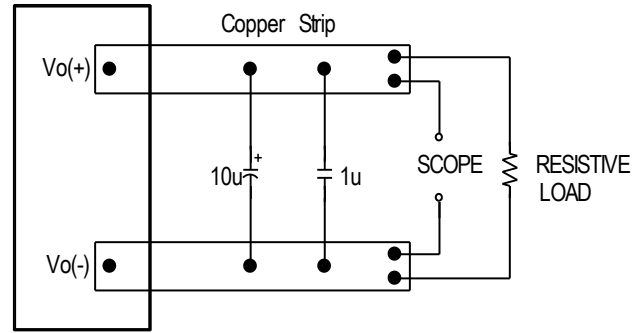 Copper Strip
Vo(+)
+
10u
1u
SCOPE
RESISTIVE
LOAD
Vo(-)